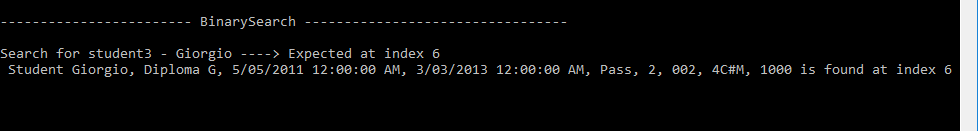 ------------------------ BinarySearch ---------------------------------
Search for student3 - Giorgio ----> Expected at index 6
Student Giorgio, Diploma G, 5/05/2011 12:00:00 AM, 3/03/2013 12:00:00 AM, Pass, 2, 002, 4C#M, 1000 is found at index 6